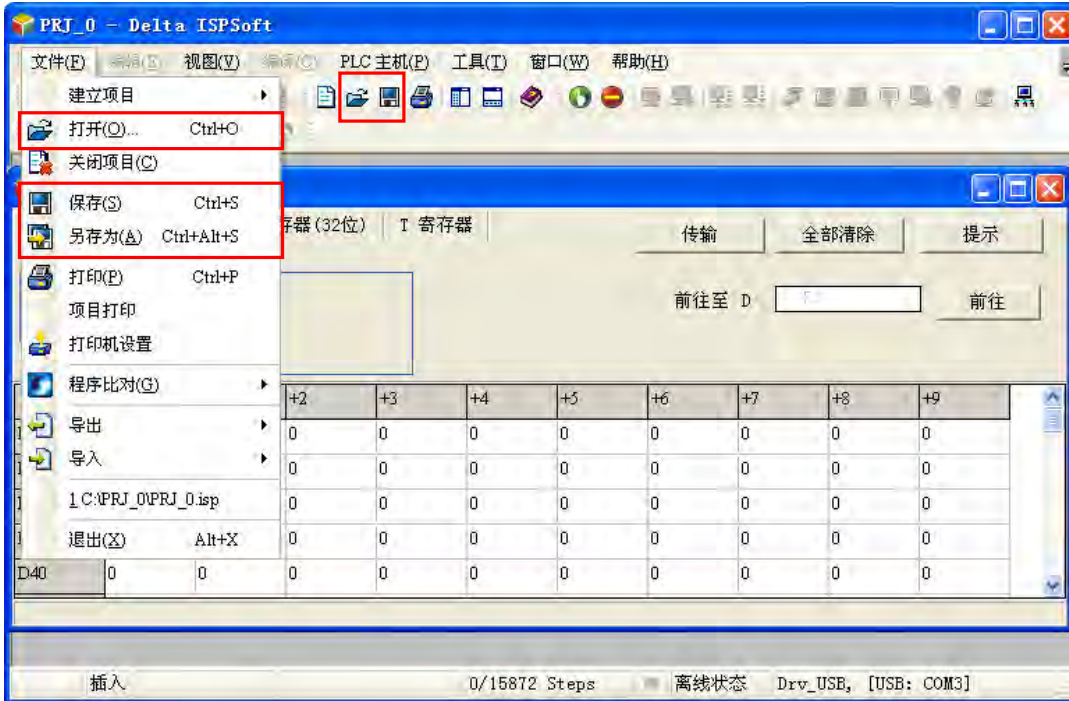 PRJ_0 - Delta ISPSoft
文件(F) 视图(V) PLC 主机(P) 工具(T) 窗口(W) 帮助(H)
建立项目
打开(O)... Ctrl+O
关闭项目(C)
保存(S) Ctrl+S
另存为(A) Ctrl+Alt+S
打印(P) Ctrl+P
项目打印
打印机设置
程序比对(G)
导出
导入
1 C:\PRJ_0\PRJ_0.isp
退出(X) Alt+X
存器(32位) T 寄存器
传输 全部清除 提示
前往至 D 前往
+2 +3 +4 +5 +6 +7 +8 +9
0 0 0 0 0 0 0 0
0 0 0 0 0 0 0 0
0 0 0 0 0 0 0 0
0 0 0 0 0 0 0 0
D40 0 0 0 0 0 0 0 0 0 0
插入 0/15872 Steps 离线状态 Drv_USB, [USB: COM3]